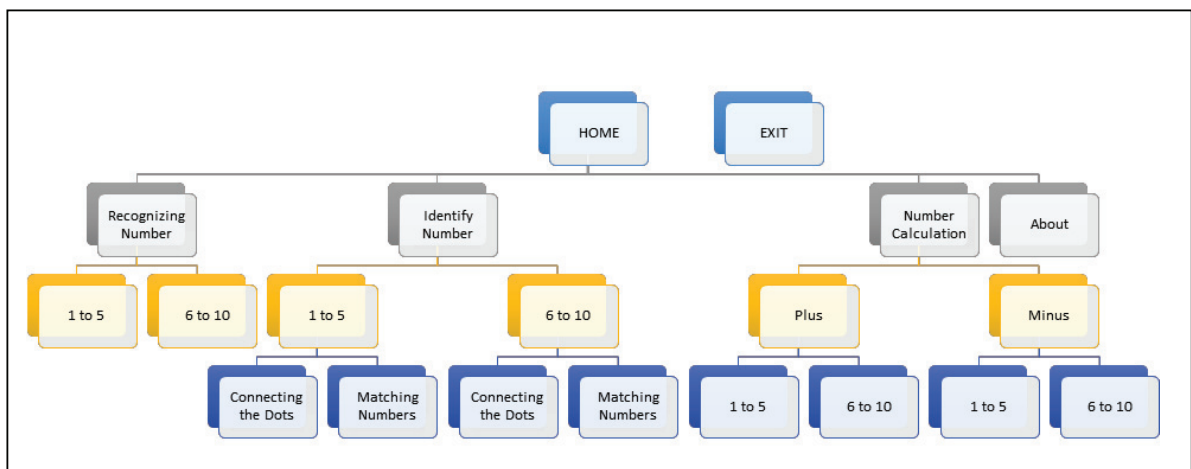 HOME
EXIT
Recognizing
Number
Identify
Number
Number
Calculation
About
1 to 5
6 to 10
1 to 5
6 to 10
Plus
Minus
Connecting
the Dots
Matching
Numbers
Connecting
the Dots
Matching
Numbers
1 to 5
6 to 10
1 to 5
6 to 10